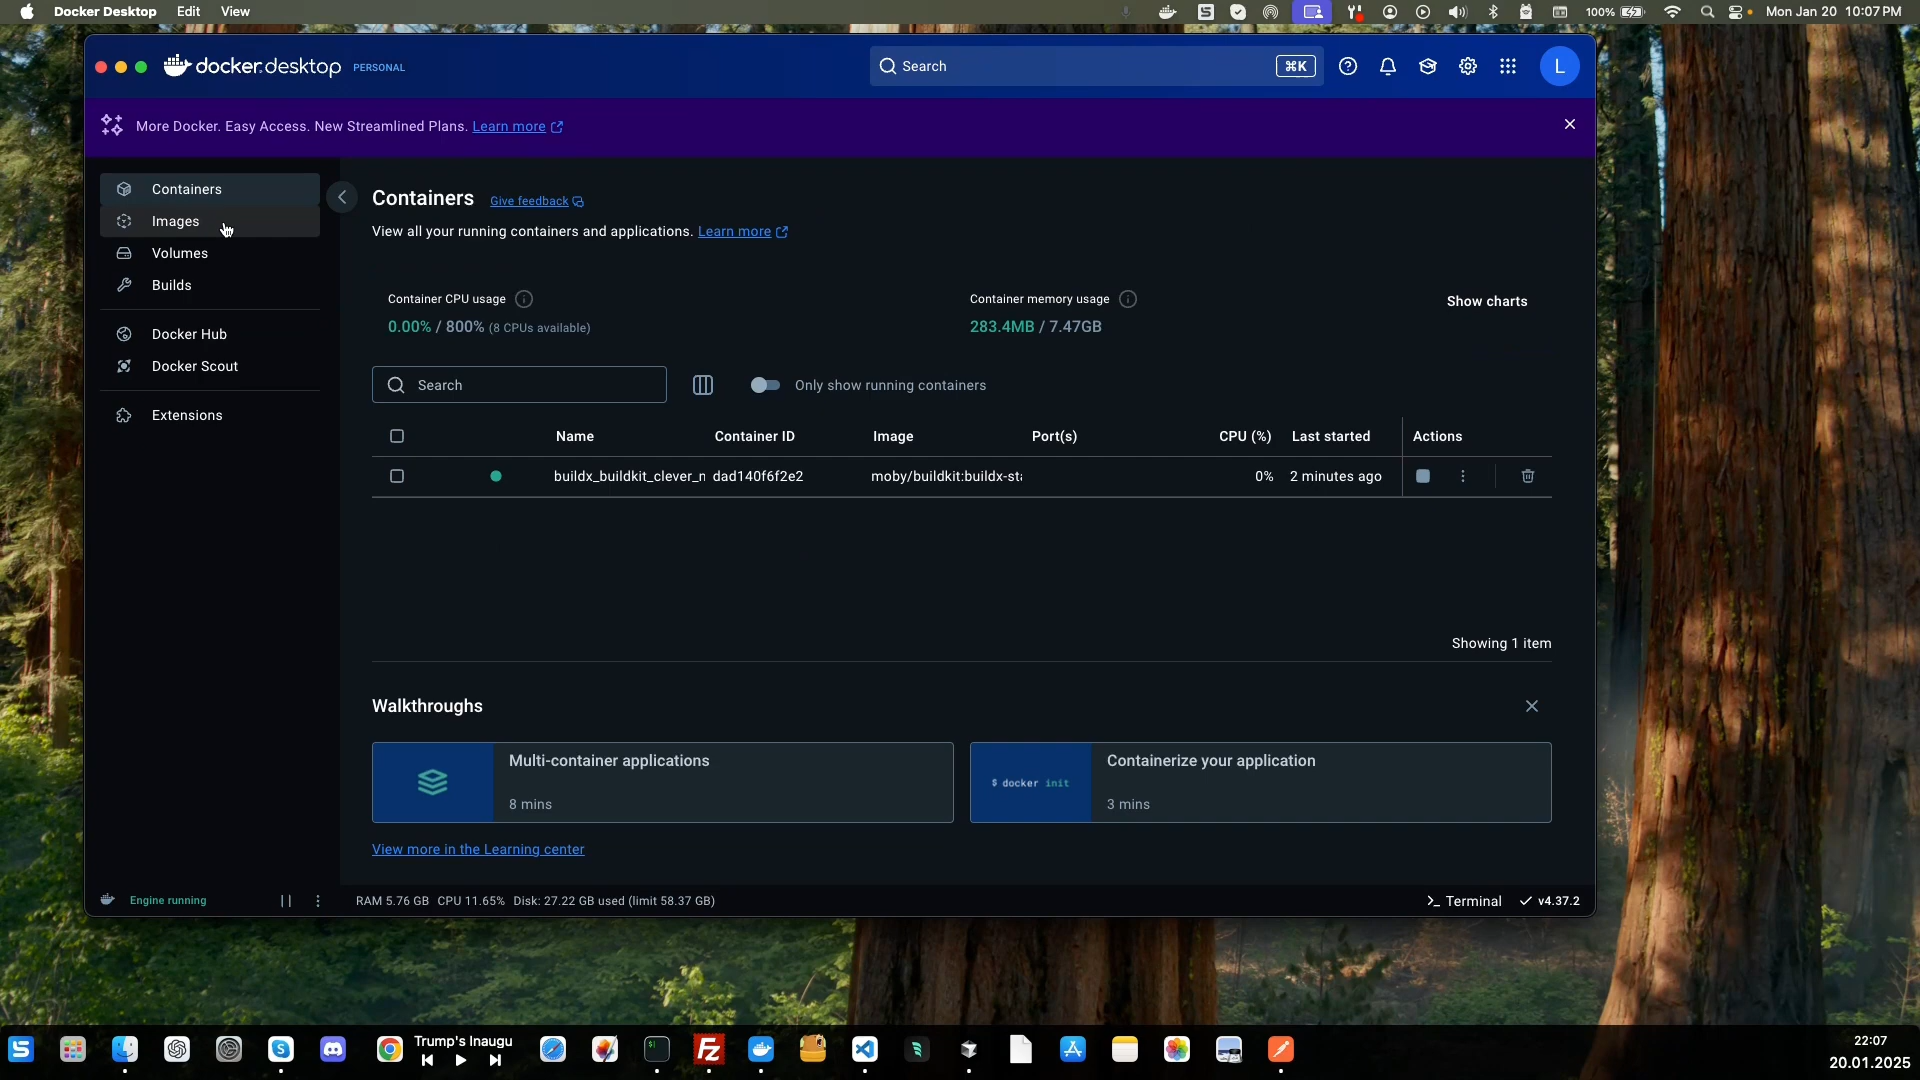 Docker Desktop Edit View
100% Mon Jan 20 10:07 PM
docker.desktop PERSONAL
Search ⌘K
L
More Docker. Easy Access. New Streamlined Plans. Learn more
Containers
Images
Volumes
Builds
Docker Hub
Docker Scout
Extensions
Containers Give feedback
View all your running containers and applications. Learn more
Container CPU usage
0.00% / 800% (8 CPUs available)
Container memory usage
283.4MB / 7.47GB
Show charts
Search
Only show running containers
Name Container ID Image Port(s) CPU (%) Last started Actions
buildx_buildkit_clever_ dad140f6f2e2 moby/buildkit:buildx-sta 0% 2 minutes ago
Showing 1 item
Walkthroughs
Multi-container applications
8 mins
$ docker init
Containerize your application
3 mins
View more in the Learning center
Engine running
RAM 5.76 GB CPU 11.65% Disk: 27.22 GB used (limit 58.37 GB)
>_ Terminal v4.37.2
Trump's Inaugu
22:07
20.01.2025